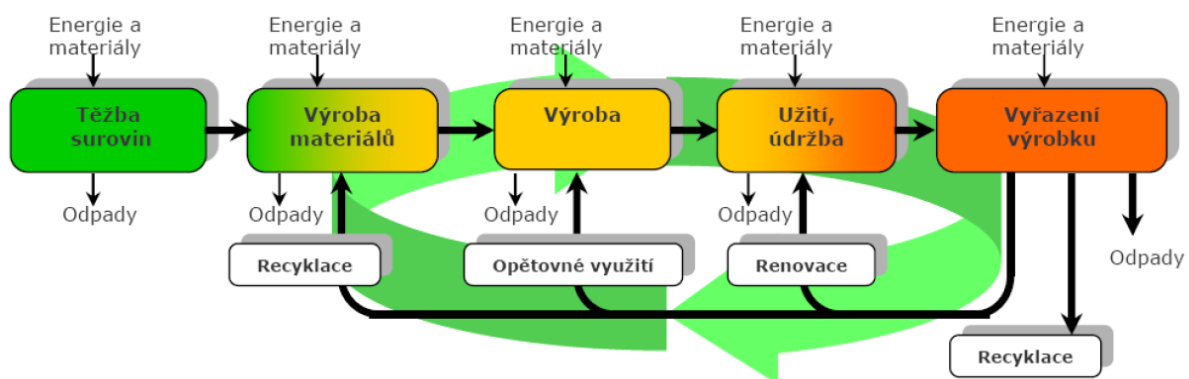 Energie a
materiály
Energie a
materiály
Energie a
materiály
Energie a
materiály
Energie a
materiály
Těžba
surovin
Výroba
materiálů
Výroba
Užití,
údržba
Vyřazení
výrobku
Odpady
Odpady
Odpady
Odpady
Odpady
Recyklace
Opětovné využití
Renovace
Recyklace